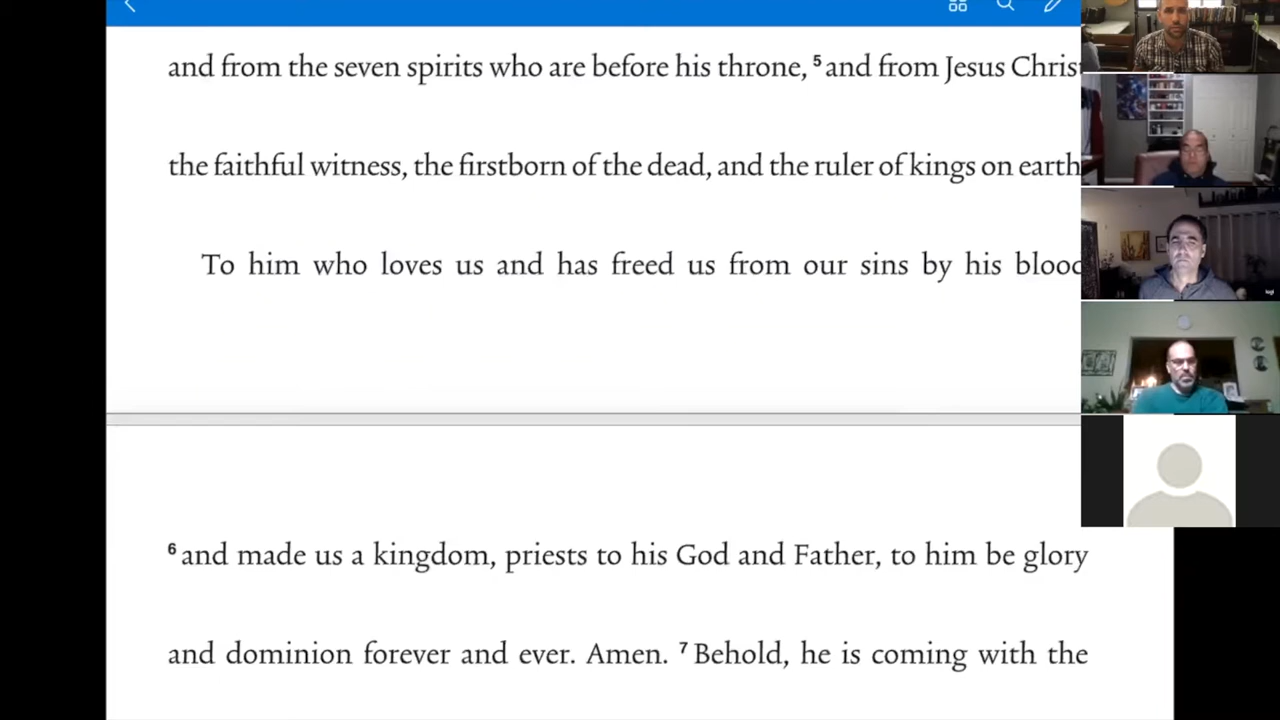 and from the seven spirits who are before his throne, ⁵ and from Jesus Chris
the faithful witness, the firstborn of the dead, and the ruler of kings on earth
To him who loves us and has freed us from our sins by his blood
⁶ and made us a kingdom, priests to his God and Father, to him be glory
and dominion forever and ever. Amen. ⁷ Behold, he is coming with the